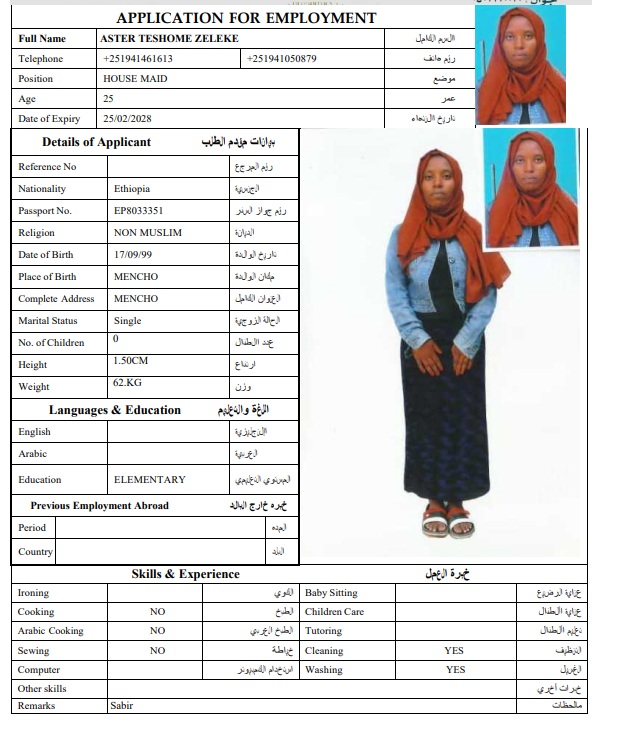 APPLICATION FOR EMPLOYMENT
Full Name ASTER TESHOME ZELEKE الاسم الكامل
Telephone +251941461613 +251941050879 رقم هاتف
Position HOUSE MAID موضع
Age 25 عمر
Date of Expiry 25/02/2028 تاريخ الانتهاء
Details of Applicant بيانات مقدم الطلب
Reference No رقم المرجع
Nationality Ethiopia الجنسية
Passport No. EP8033351 رقم جواز السفر
Religion NON MUSLIM الديانة
Date of Birth 17/09/99 تاريخ الولادة
Place of Birth MENCHO مكان الولادة
Complete Address MENCHO العنوان الكامل
Marital Status Single الحالة الزوجية
No. of Children 0 عدد الاطفال
Height 1.50CM ارتفاع
Weight 62.KG وزن
Languages & Education اللغة والتعليم
English الانجليزية
Arabic العربية
Education ELEMENTARY المستوي التعليمي
Previous Employment Abroad خبره خارج البلاد
Period المده
Country البلد
Skills & Experience خبرة العمل
Ironing الكوي Baby Sitting عناية الرضيع
Cooking NO الطبخ Children Care عناية الاطفال
Arabic Cooking NO الطبخ العربي Tutoring تعليم الاطفال
Sewing NO خياطة Cleaning YES التنظيف
Computer استخدام الكمبيوتر Washing YES الغسيل
Other skills خبرات أخري
Remarks Sabir ملاحظات